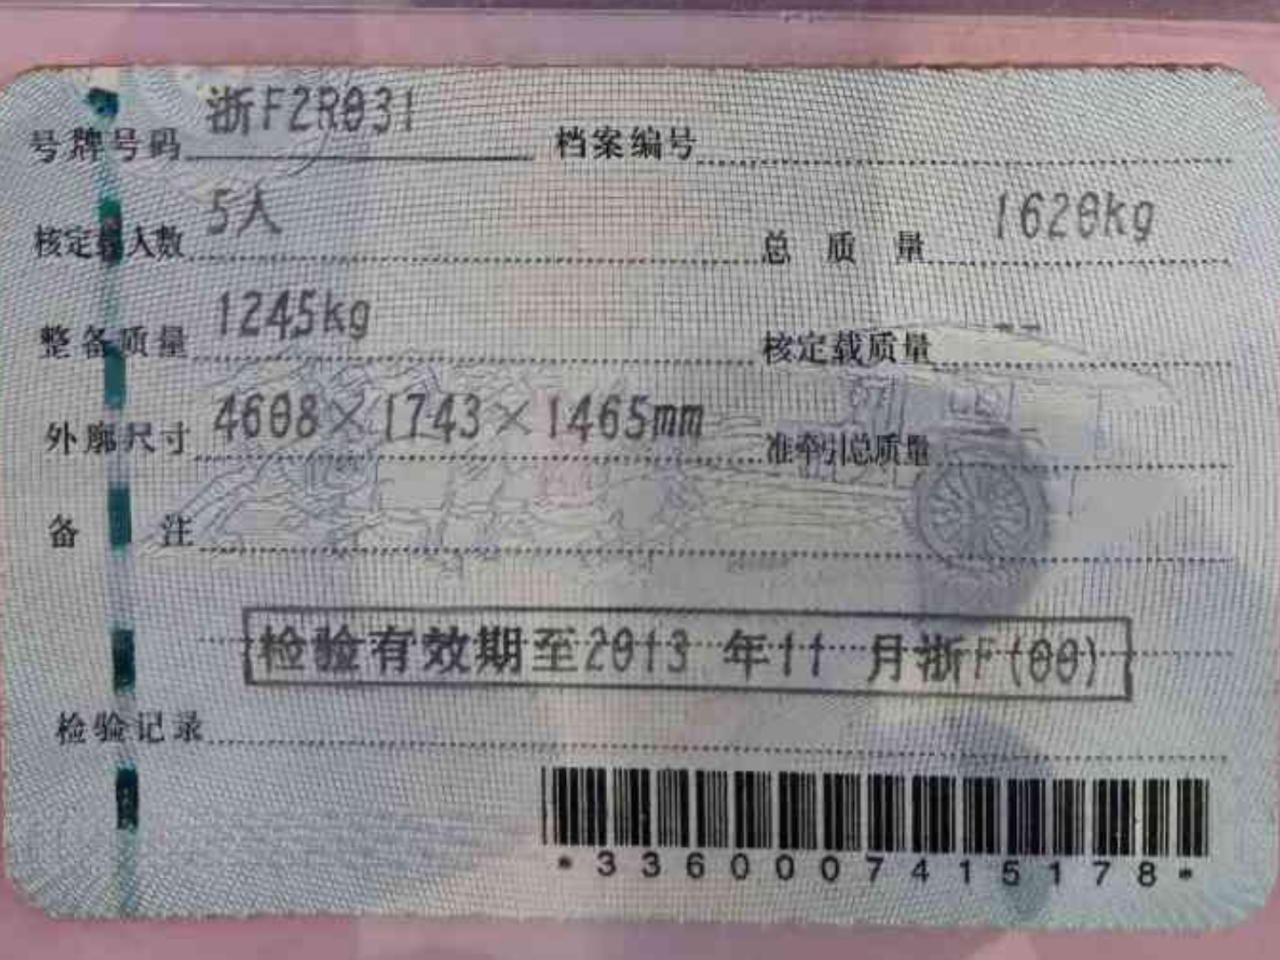 号牌号码 浙F2R031 档案编号
核定载人数 5人 总质量 1620kg
整备质量 1245kg 核定载质量 --
外廓尺寸 4608×1743×1465mm 准牵引总质量
备注
检验有效期至2013年11月浙F(00)
检验记录
*3360007415178*